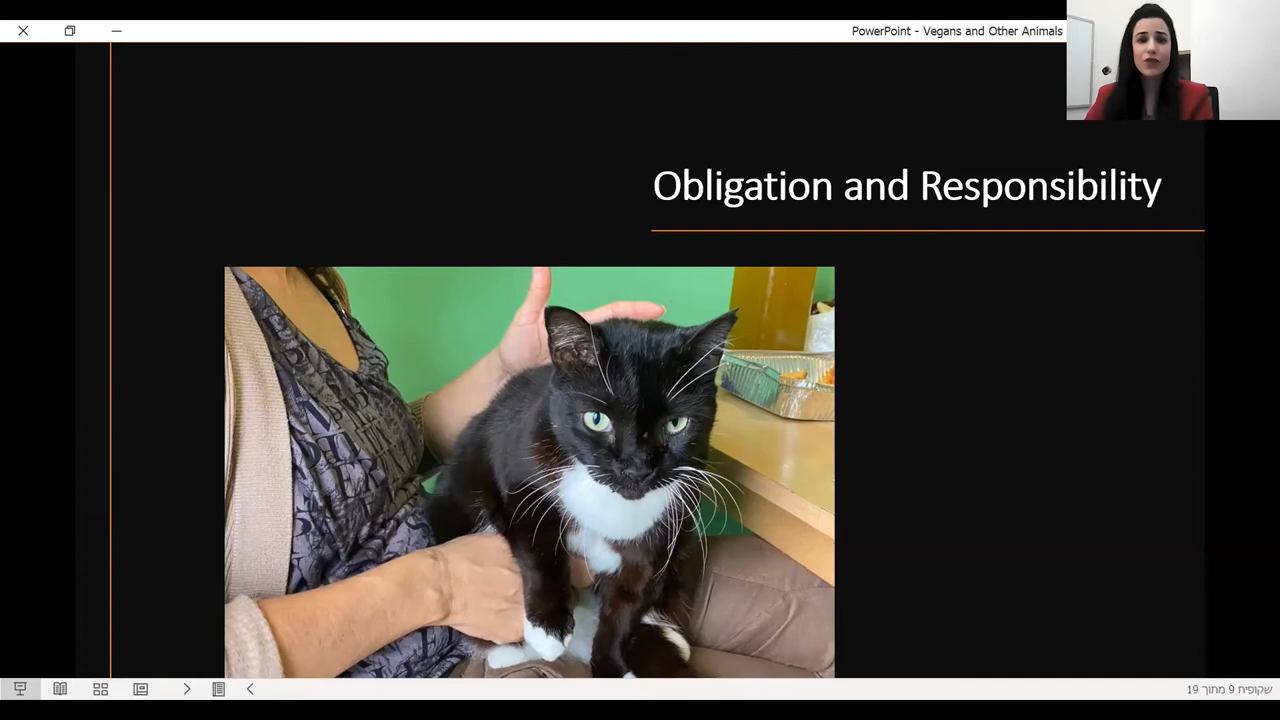 PowerPoint - Vegans and Other Animals
Obligation and Responsibility
שקופית 9 מתוך 19